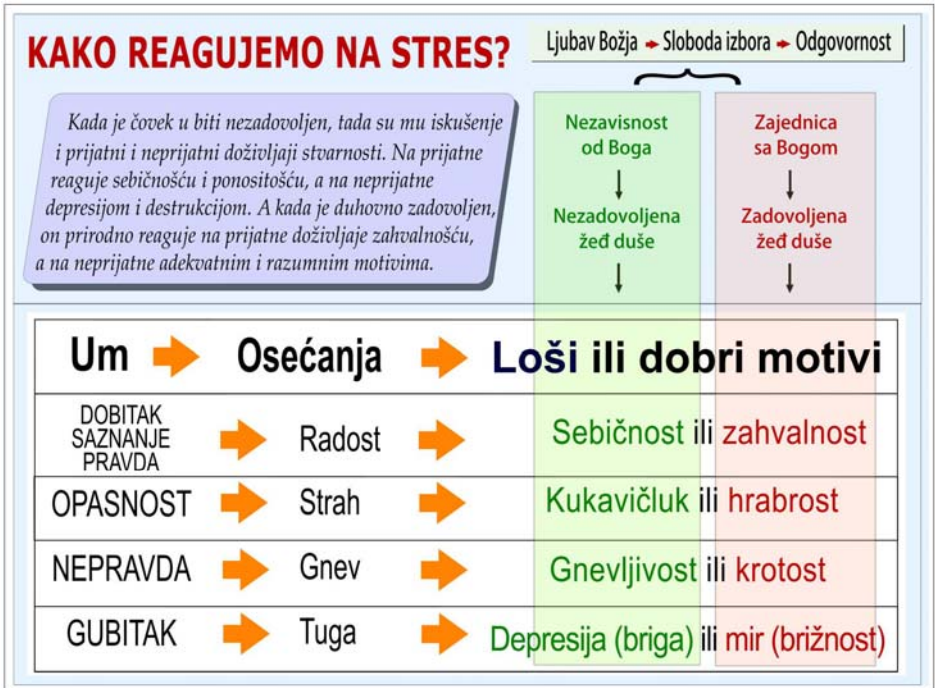 KAKO REAGUJEMO NA STRES?
Ljubav Božja Sloboda izbora Odgovornost
Kada je čovek u biti nezadovoljen, tada su mu iskušenje
i prijatni i neprijatni doživljaji stvarnosti. Na prijatne
reaguje sebičnošću i ponositošću, a na neprijatne
depresijom i destrukcijom. A kada je duhovno zadovoljen,
on prirodno reaguje na prijatne doživljaje zahvalnošću,
a na neprijatne adekvatnim i razumnim motivima.
Nezavisnost
od Boga
Nezadovoljena
žeđ duše
Zajednica
sa Bogom
Zadovoljena
žeđ duše
Um Osećanja Loši ili dobri motivi
DOBITAK
SAZNANJE
PRAVDA
Radost Sebičnost ili zahvalnost
OPASNOST Strah Kukavičluk ili hrabrost
NEPRAVDA Gnev Gnevljivost ili krotost
GUBITAK Tuga Depresija (briga) ili mir (brižnost)